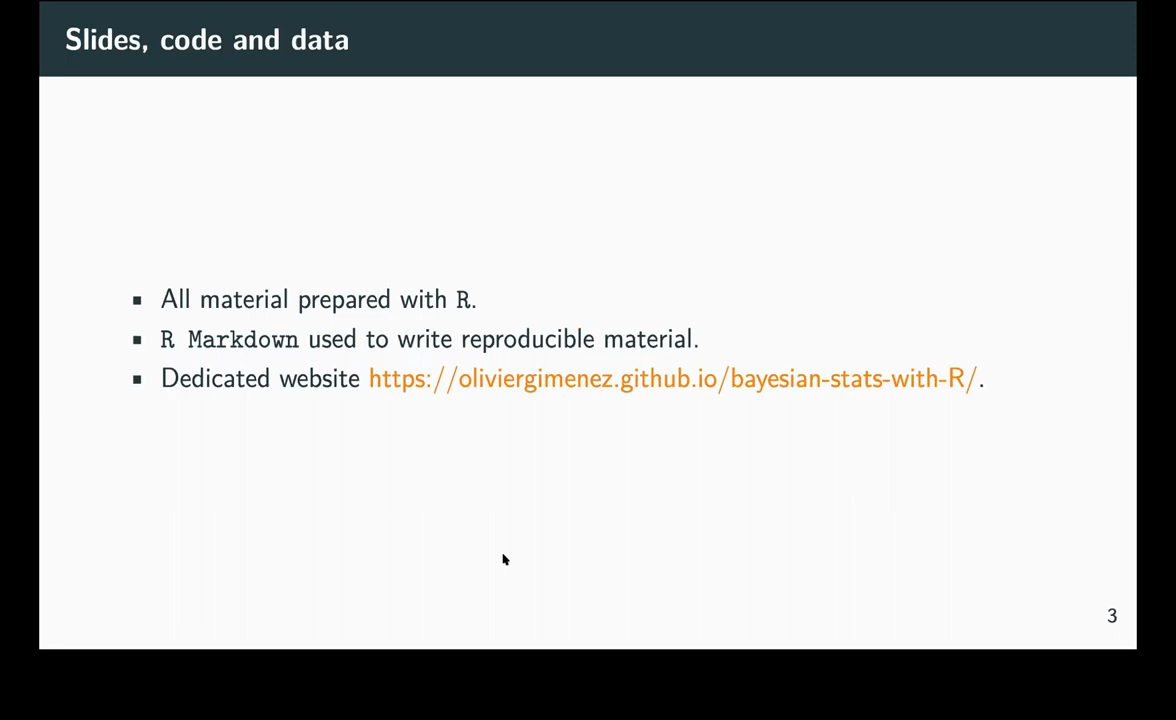 Slides, code and data
▪ All material prepared with R.
▪ R Markdown used to write reproducible material.
▪ Dedicated website https://oliviergimenez.github.io/bayesian-stats-with-R/.
3